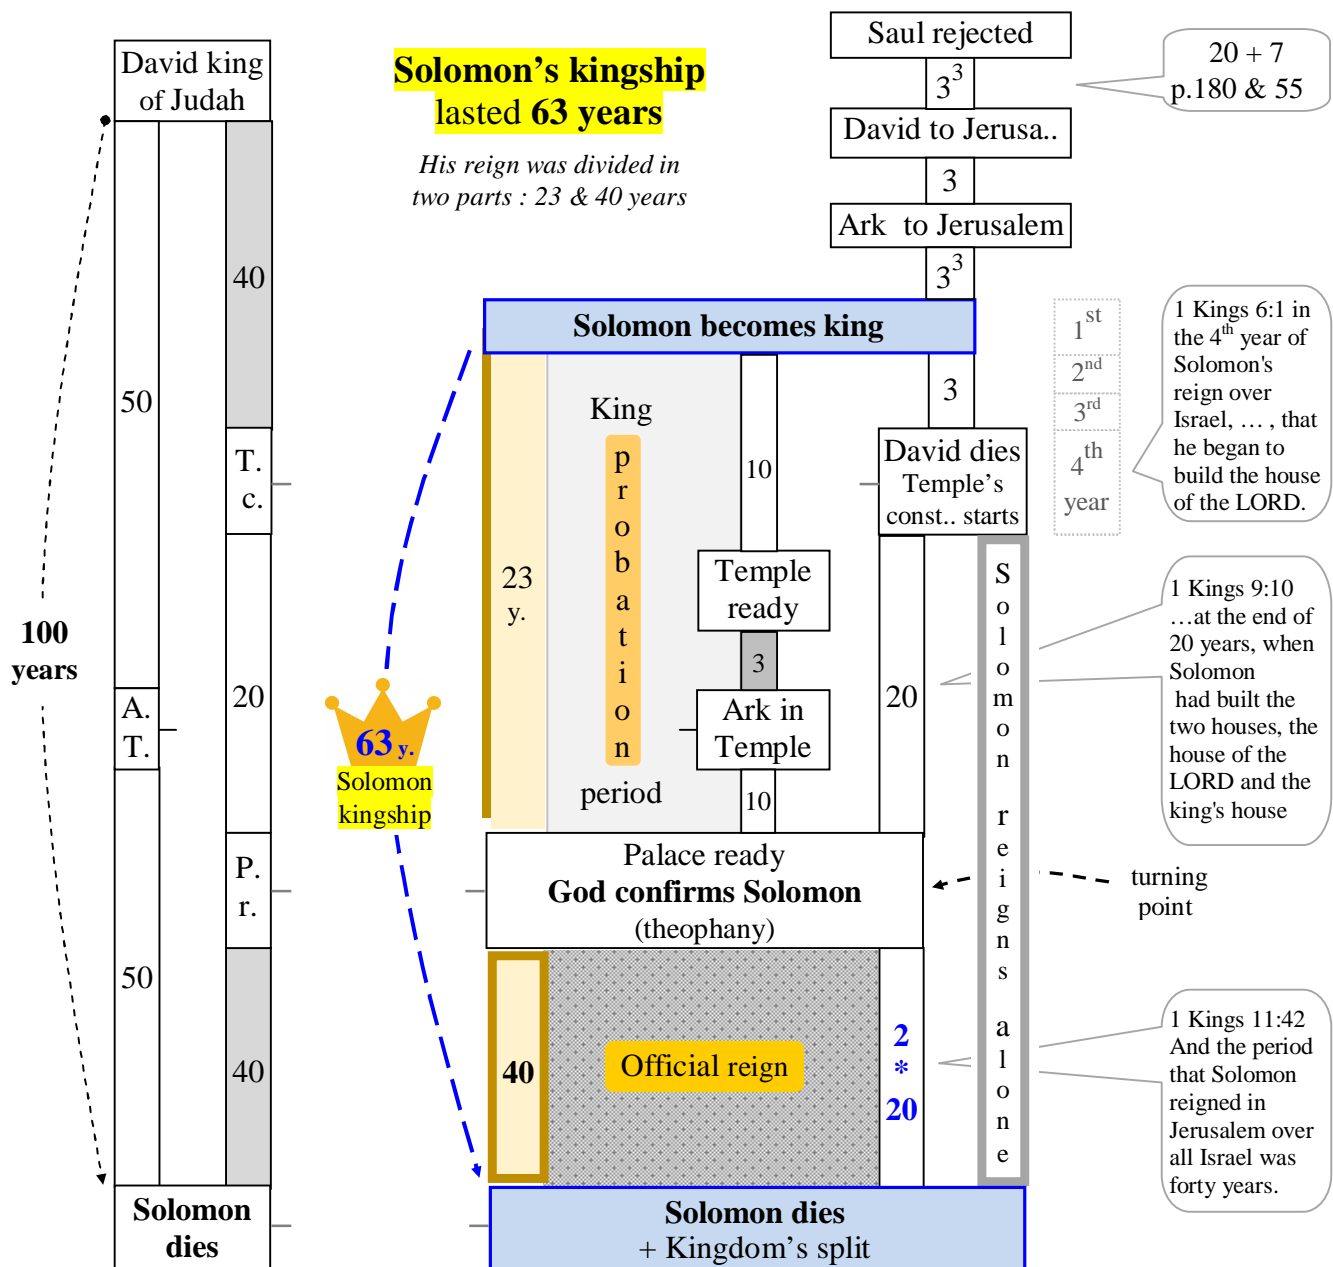 David king
of Judah
Solomon's kingship
lasted 63 years
His reign was divided in
two parts : 23 & 40 years
Saul rejected
3³
David to Jerusa..
3
Ark to Jerusalem
3³
20 + 7
p.180 & 55
Solomon becomes king
3
1st
2nd
3rd
4th
year
1 Kings 6:1 in
the 4th year of
Solomon's
reign over
Israel, … , that
he began to
build the house
of the LORD.
David dies
Temple's
const.. starts
40
50
T.
c.
20
A.
T.
P.
r.
50
40
100
years
Solomon
dies
63 y.
Solomon
kingship
23
y.
King
p
r
o
b
a
t
i
o
n
period
10
Temple
ready
3
Ark in
Temple
10
20
S
o
l
o
m
o
n
r
e
i
g
n
s
a
l
o
n
e
1 Kings 9:10
…at the end of
20 years, when
Solomon
had built the
two houses, the
house of the
LORD and the
king's house
Palace ready
God confirms Solomon
(theophany)
turning
point
40
Official reign
2
*
20
1 Kings 11:42
And the period
that Solomon
reigned in
Jerusalem over
all Israel was
forty years.
Solomon dies
+ Kingdom's split